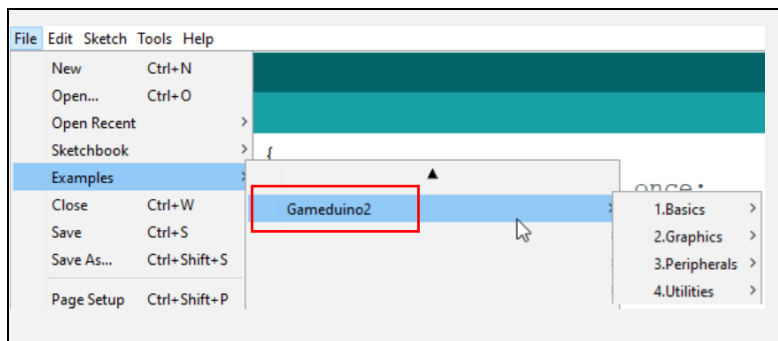 File Edit Sketch Tools Help
New Ctrl+N
Open... Ctrl+O
Open Recent >
Sketchbook >
Examples >
Close Ctrl+W
Save Ctrl+S
Save As... Ctrl+Shift+S
Page Setup Ctrl+Shift+P
{
once:
Gameduino2 >
1.Basics >
2.Graphics >
3.Peripherals >
4.Utilities >